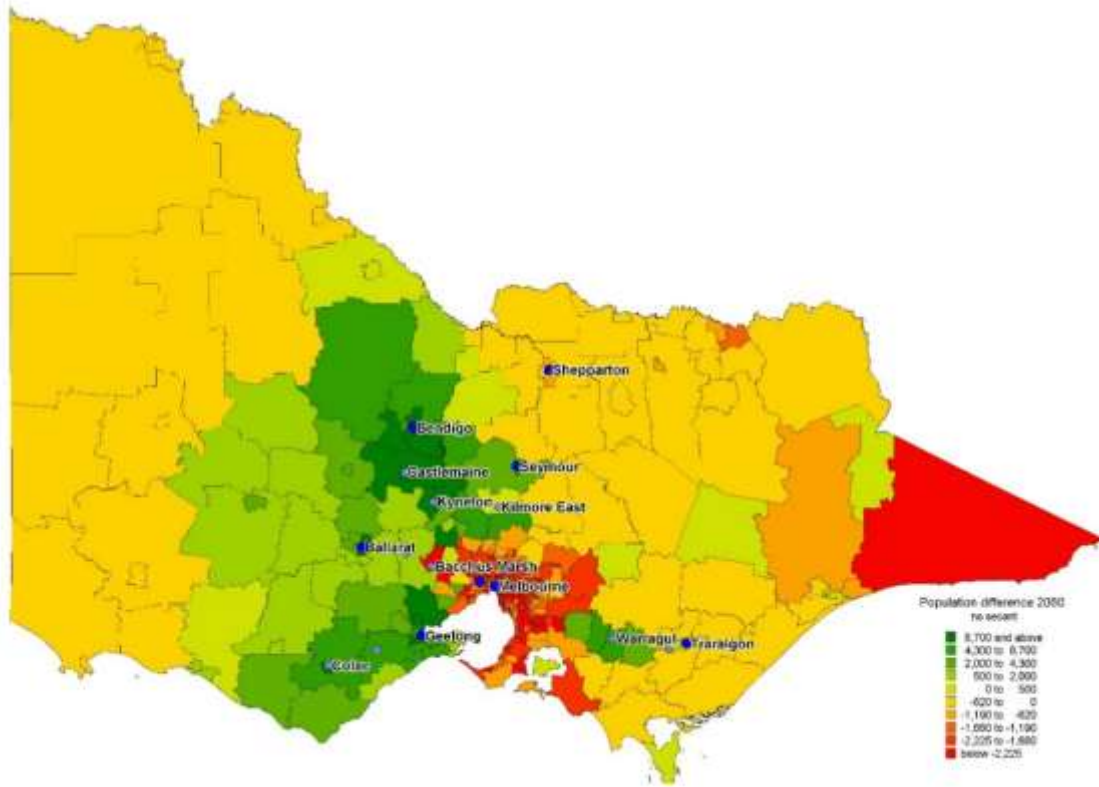 Shepparton
Bendigo
Castlemaine
Seymour
Kyneton
Kilmore East
Ballarat
Bacchus Marsh
Melbourne
Geelong
Warragul
Traralgon
Colac
Population difference 2060
no secant
8,700 and above
4,300 to 8,700
2,000 to 4,300
500 to 2,000
0 to 500
-620 to 0
-1,190 to -620
-1,680 to -1,190
-2,225 to -1,680
below -2,225